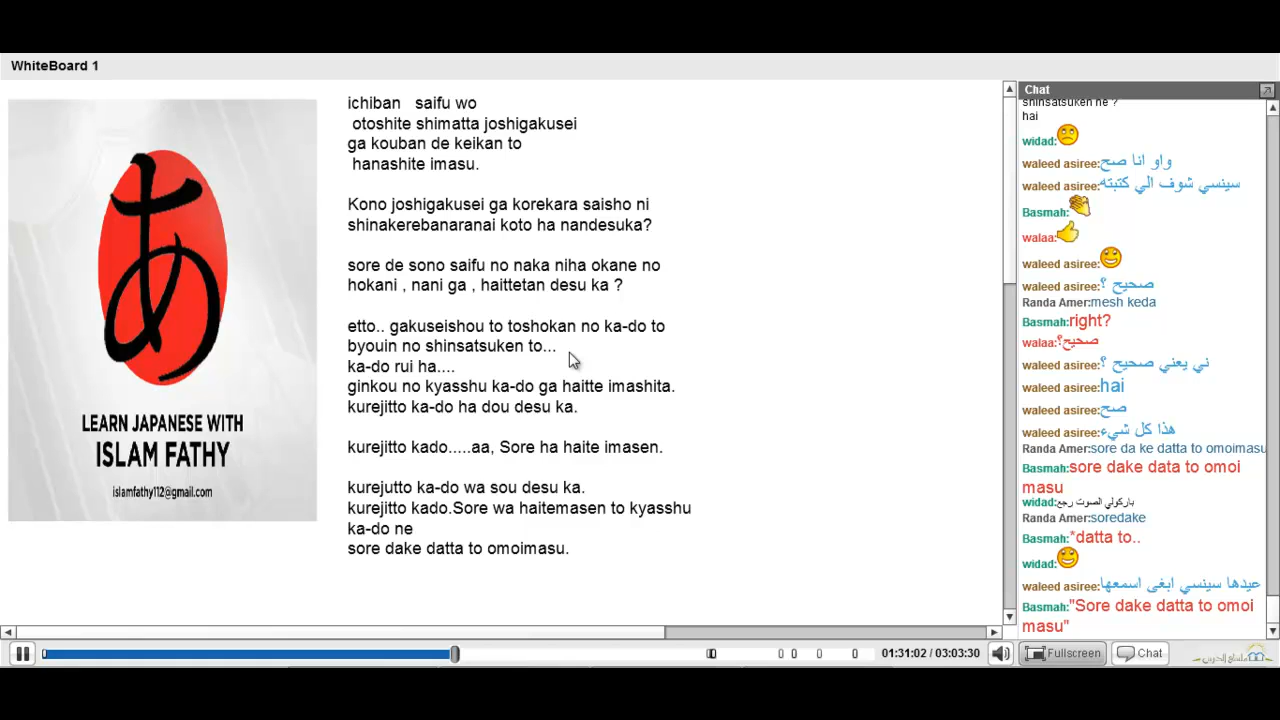 WhiteBoard 1
あ
LEARN JAPANESE WITH
ISLAM FATHY
islamfathy112@gmail.com
ichiban saifu wo
otoshite shimatta joshigakusei
ga kouban de keikan to
hanashite imasu.
Kono joshigakusei ga korekara saisho ni
shinakerebanaranai koto ha nandesuka?
sore de sono saifu no naka niha okane no
hokani , nani ga , haittetan desu ka ?
etto.. gakuseishou to toshokan no ka-do to
byouin no shinsatsuken to...
ka-do rui ha....
ginkou no kyasshu ka-do ga haitte imashita.
kurejitto ka-do ha dou desu ka.
kurejitto kado.....aa, Sore ha haite imasen.
kurejutto ka-do wa sou desu ka.
kurejitto kado.Sore wa haitemasen to kyasshu
ka-do ne
sore dake datta to omoimasu.
Chat
shinsatsuken ne ?
hai
widad:
waleed asiree: واو انا صح
waleed asiree: سينسي شوف الي كتبته
Basmah:
walaa:
waleed asiree:
waleed asiree: صحيح ؟
Randa Amer:mesh keda
Basmah:right?
walaa: صحيح؟
waleed asiree: ني يعني صحيح ؟
waleed asiree:hai
waleed asiree: صح
waleed asiree: هذا كل شيء
Randa Amer:sore da ke datta to omoimasu
Basmah:sore dake data to omoi
masu
widad: باركولي الصوت رجع
Randa Amer:soredake
Basmah:*datta to..
widad:
waleed asiree: عيدها سينسي ابغى اسمعها
Basmah:"Sore dake datta to omoi
masu"
01:31:02 / 03:03:30
Fullscreen
Chat